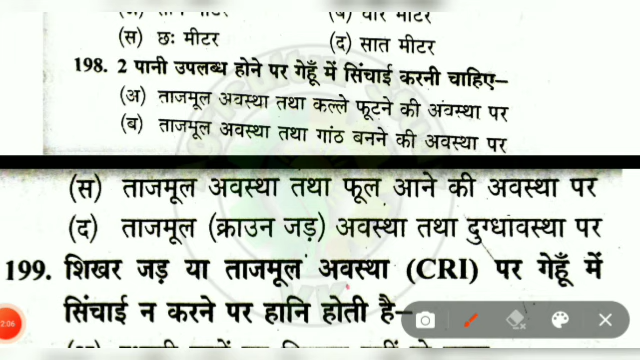 (स) छः मीटर (द) सात मीटर
198. 2 पानी उपलब्ध होने पर गेहूँ में सिंचाई करनी चाहिए–
(अ) ताजमूल अवस्था तथा कल्ले फूटने की अवस्था पर
(ब) ताजमूल अवस्था तथा गांठ बनने की अवस्था पर
(स) ताजमूल अवस्था तथा फूल आने की अवस्था पर
(द) ताजमूल (क्राउन जड़) अवस्था तथा दुग्धावस्था पर
199. शिखर जड़ या ताजमूल अवस्था (CRI) पर गेहूँ में
सिंचाई न करने पर हानि होती है–
2:06